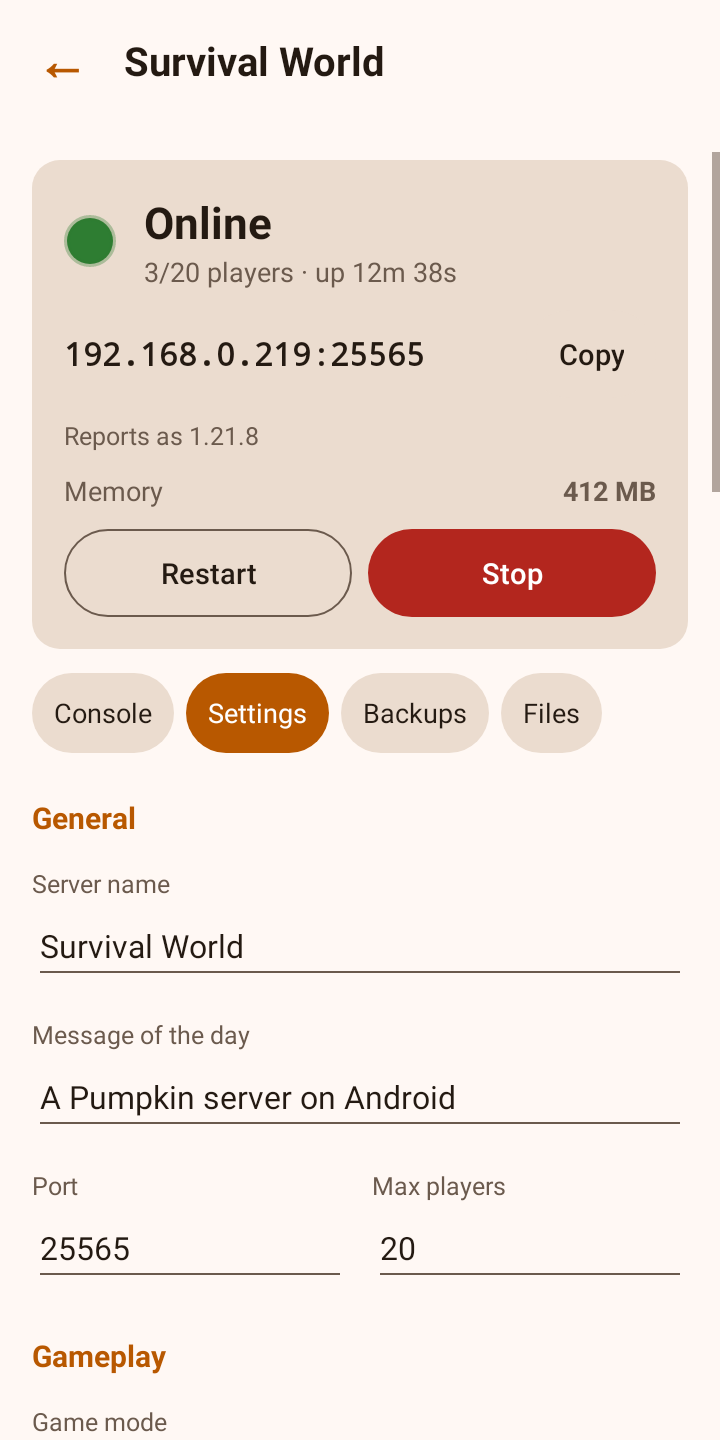 ← Survival World
Online
3/20 players · up 12m 38s
192.168.0.219:25565 Copy
Reports as 1.21.8
Memory 412 MB
Restart Stop
Console Settings Backups Files
General
Server name
Survival World
Message of the day
A Pumpkin server on Android
Port Max players
25565 20
Gameplay
Game mode